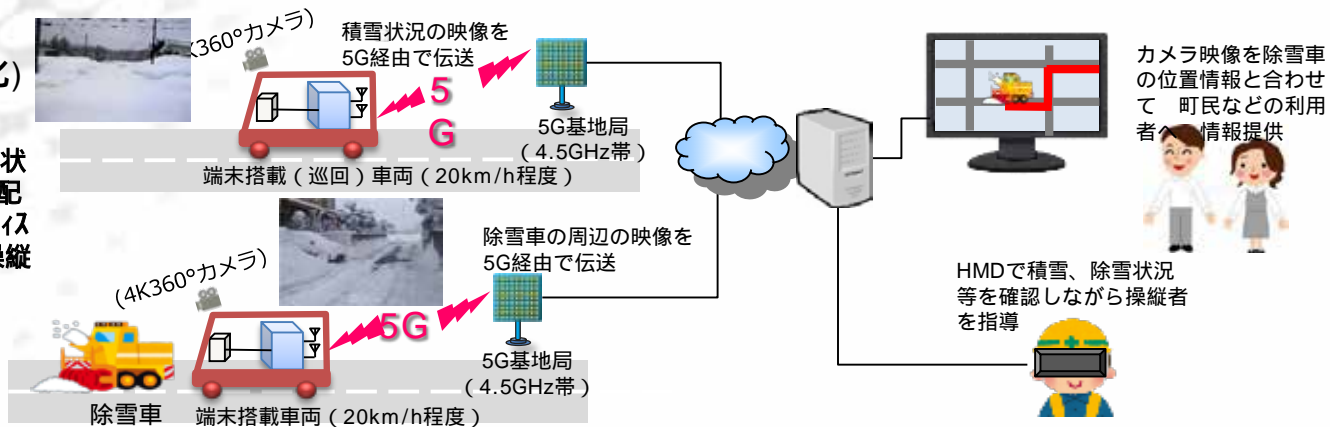 化)
状
配
ィス
操縦
K360°カメラ)
積雪状況の映像を
5G経由で伝送
5
G
5G基地局
(4.5GHz帯)
端末搭載(巡回)車両(20km/h程度)
(4K360°カメラ)
除雪車の周辺の映像を
5G経由で伝送
5G
5G基地局
(4.5GHz帯)
除雪車
端末搭載車両(20km/h程度)
カメラ映像を除雪車
の位置情報と合わせ
て 町民などの利用
者へ 情報提供
HMDで積雪、除雪状況
等を確認しながら操縦者
を指導